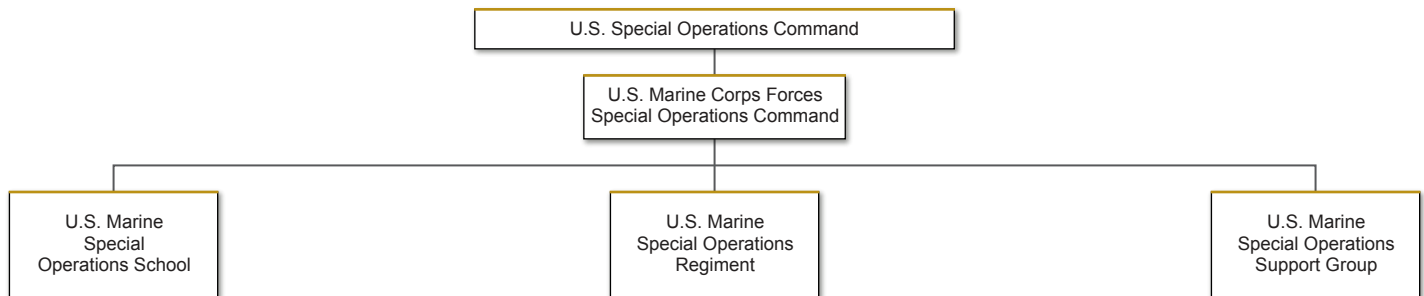 U.S. Special Operations Command
U.S. Marine Corps Forces
Special Operations Command
U.S. Marine
Special
Operations School
U.S. Marine
Special Operations
Regiment
U.S. Marine
Special Operations
Support Group